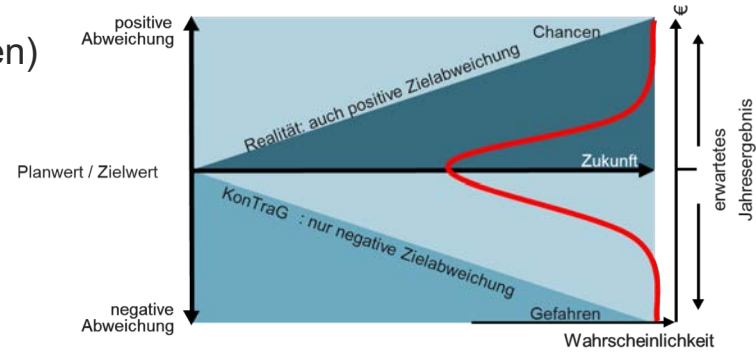 positive
Abweichung
en)
€
Chancen
Realität: auch positive Zielabweichung
Planwert / Zielwert
Zukunft
erwartetes
Jahresergebnis
KonTraG : nur negative Zielabweichung
negative
Abweichung
Gefahren
Wahrscheinlichkeit